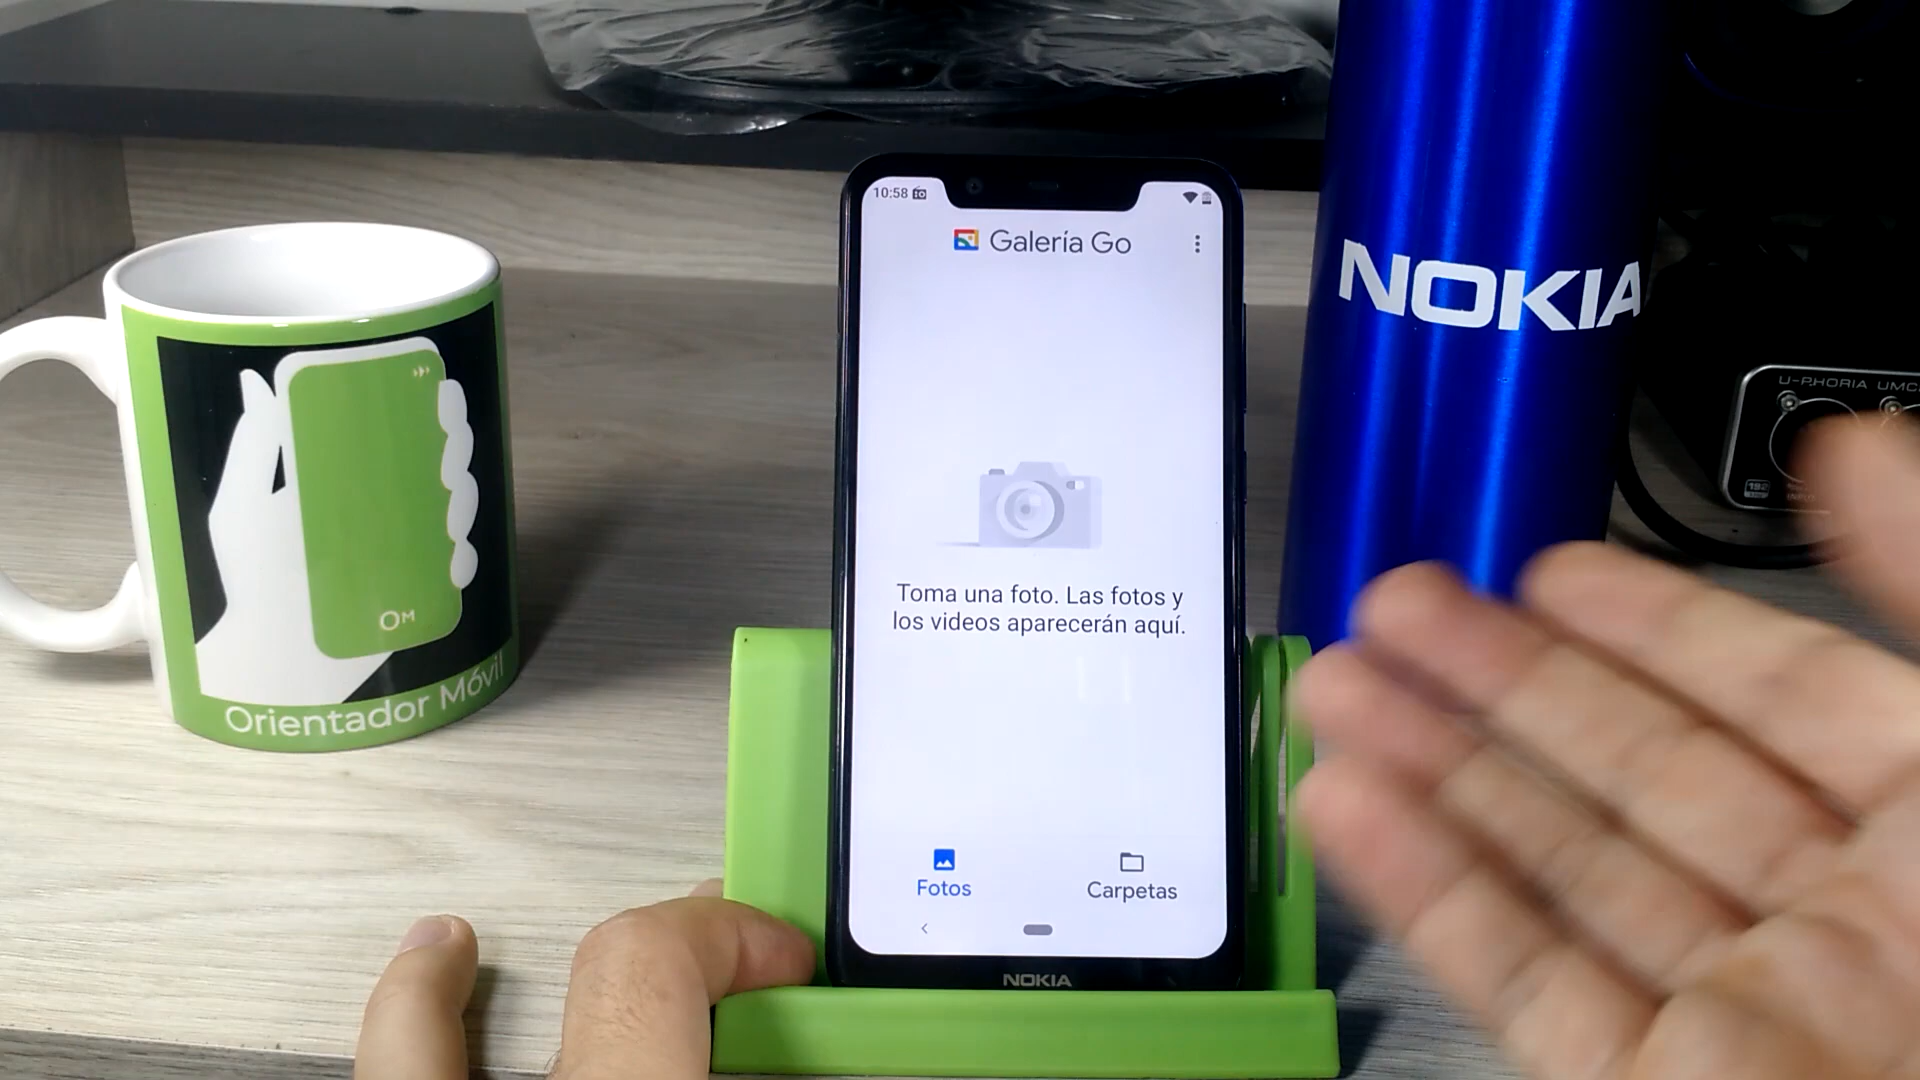 10:58
Galería Go
NOKIA
U-PHORIA UMC
192
Toma una foto. Las fotos y
los videos aparecerán aquí.
OM
Orientador Móvil
Fotos
Carpetas
NOKIA